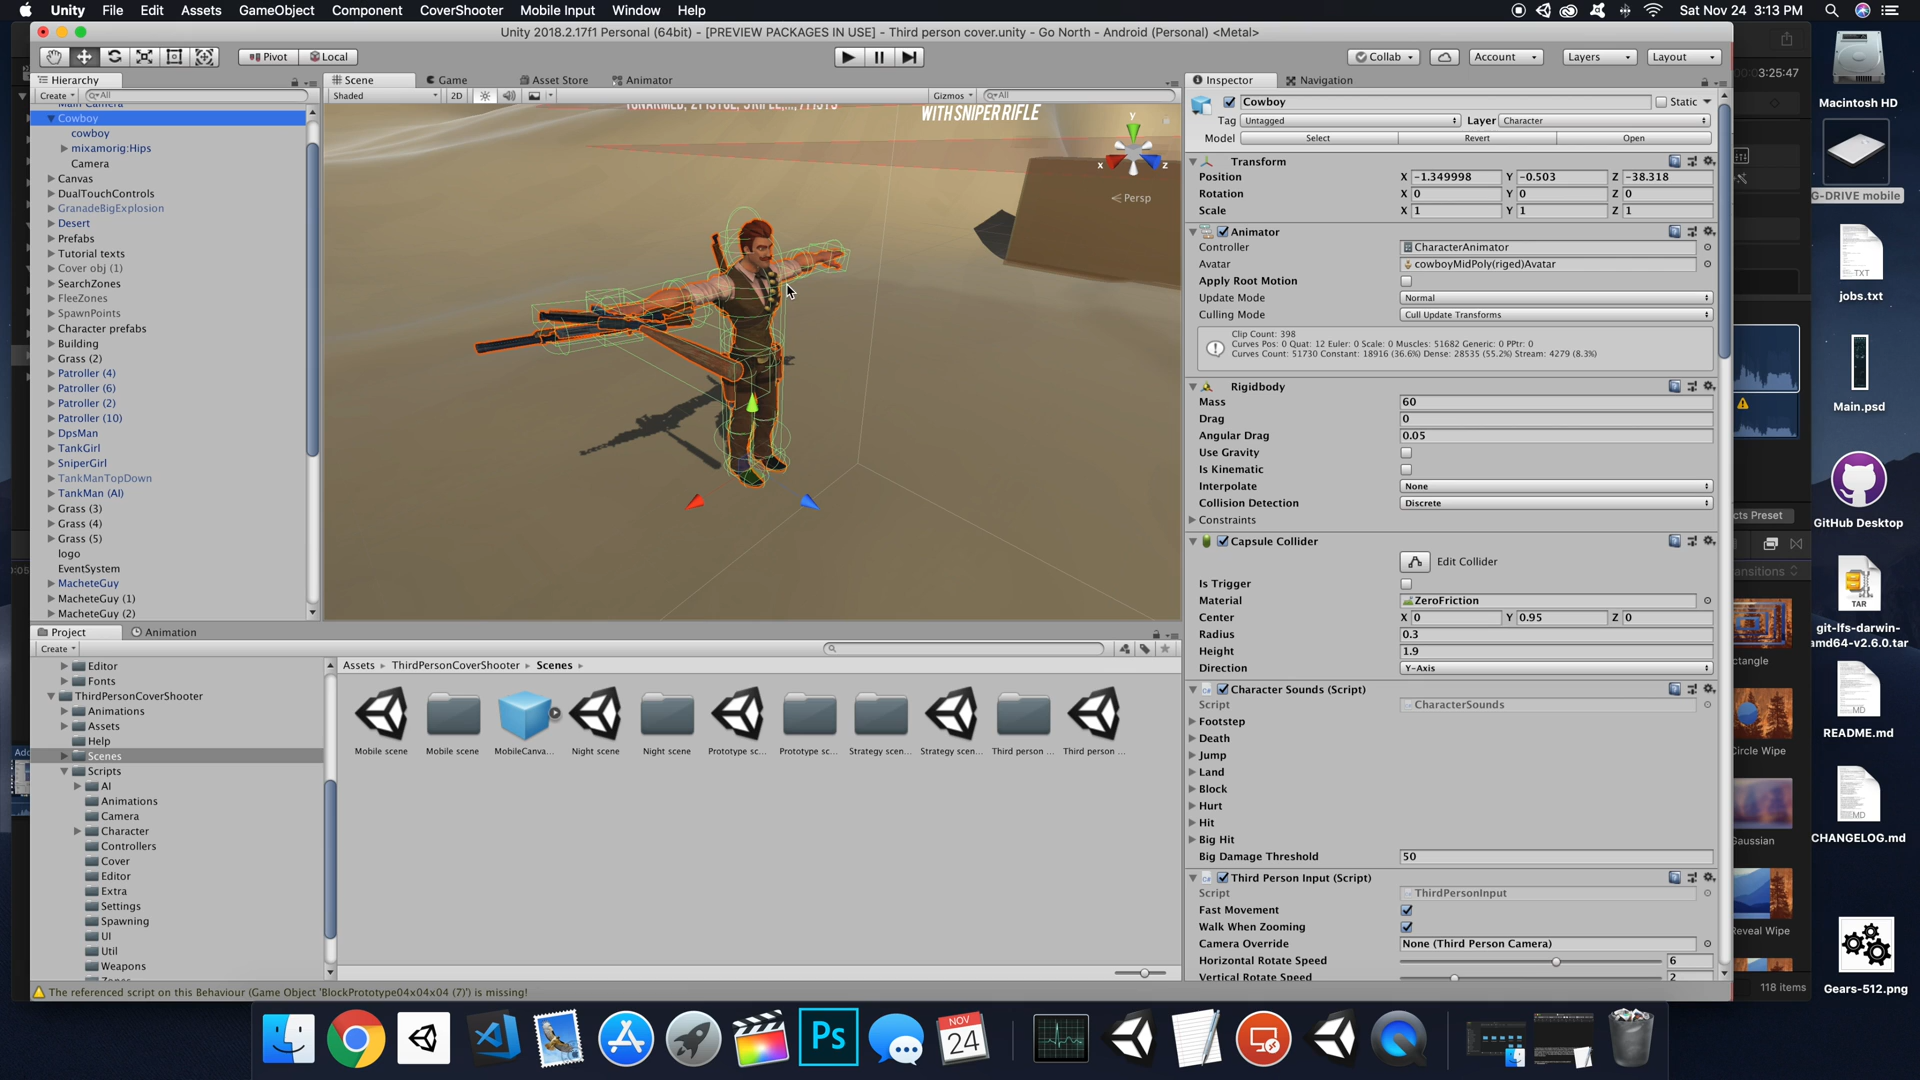 Unity File Edit Assets GameObject Component CoverShooter Mobile Input Window Help
Sat Nov 24 3:13 PM
Unity 2018.2.17f1 Personal (64bit) - [PREVIEW PACKAGES IN USE] - Third person cover.unity - Go North - Android (Personal) <Metal>
Pivot Local
Collab Account Layers Layout
Hierarchy
Create All
Main Camera
Cowboy
cowboy
mixamorig:Hips
Camera
Canvas
DualTouchControls
GranadeBigExplosion
Desert
Prefabs
Tutorial texts
Cover obj (1)
SearchZones
FleeZones
SpawnPoints
Character prefabs
Building
Grass (2)
Patroller (4)
Patroller (6)
Patroller (2)
Patroller (10)
DpsMan
TankGirl
SniperGirl
TankManTopDown
TankMan (AI)
Grass (3)
Grass (4)
Grass (5)
logo
EventSystem
MacheteGuy
MacheteGuy (1)
MacheteGuy (2)
Scene Game Asset Store Animator
Shaded 2D Gizmos All
WITH SNIPER RIFLE
y
x z
Persp
Inspector Navigation
Cowboy Static
Tag Untagged Layer Character
Model Select Revert Open
Transform
Position X -1.349998 Y -0.503 Z -38.318
Rotation X 0 Y 0 Z 0
Scale X 1 Y 1 Z 1
Animator
Controller CharacterAnimator
Avatar cowboyMidPoly(riged)Avatar
Apply Root Motion
Update Mode Normal
Culling Mode Cull Update Transforms
Clip Count: 398
Curves Pos: 0 Quat: 12 Euler: 0 Scale: 0 Muscles: 51682 Generic: 0 PPtr: 0
Curves Count: 51730 Constant: 18916 (36.6%) Dense: 28535 (55.2%) Stream: 4279 (8.3%)
Rigidbody
Mass 60
Drag 0
Angular Drag 0.05
Use Gravity
Is Kinematic
Interpolate None
Collision Detection Discrete
Constraints
Capsule Collider
Edit Collider
Is Trigger
Material ZeroFriction
Center X 0 Y 0.95 Z 0
Radius 0.3
Height 1.9
Direction Y-Axis
Character Sounds (Script)
Script CharacterSounds
Footstep
Death
Jump
Land
Block
Hurt
Hit
Big Hit
Big Damage Threshold 50
Third Person Input (Script)
Script ThirdPersonInput
Fast Movement
Walk When Zooming
Camera Override None (Third Person Camera)
Horizontal Rotate Speed 6
Vertical Rotate Speed 2
Project Animation
Create
Editor
Fonts
ThirdPersonCoverShooter
Animations
Assets
Help
Scenes
Scripts
AI
Animations
Camera
Character
Controllers
Cover
Editor
Extra
Settings
Spawning
UI
Util
Weapons
Assets ThirdPersonCoverShooter Scenes
Mobile scene Mobile scene MobileCanva... Night scene Night scene Prototype sc... Prototype sc... Strategy scen... Strategy scen... Third person ... Third person ...
The referenced script on this Behaviour (Game Object 'BlockPrototype04x04x04 (7)') is missing!
3:25:47
cts Preset
ansitions
ctangle
Circle Wipe
Gaussian
Reveal Wipe
118 items
Macintosh HD
G-DRIVE mobile
TXT
jobs.txt
Main.psd
GitHub Desktop
TAR
git-lfs-darwin-
amd64-v2.6.0.tar
MD
README.md
MD
CHANGELOG.md
Gears-512.png
Ps
NOV
24